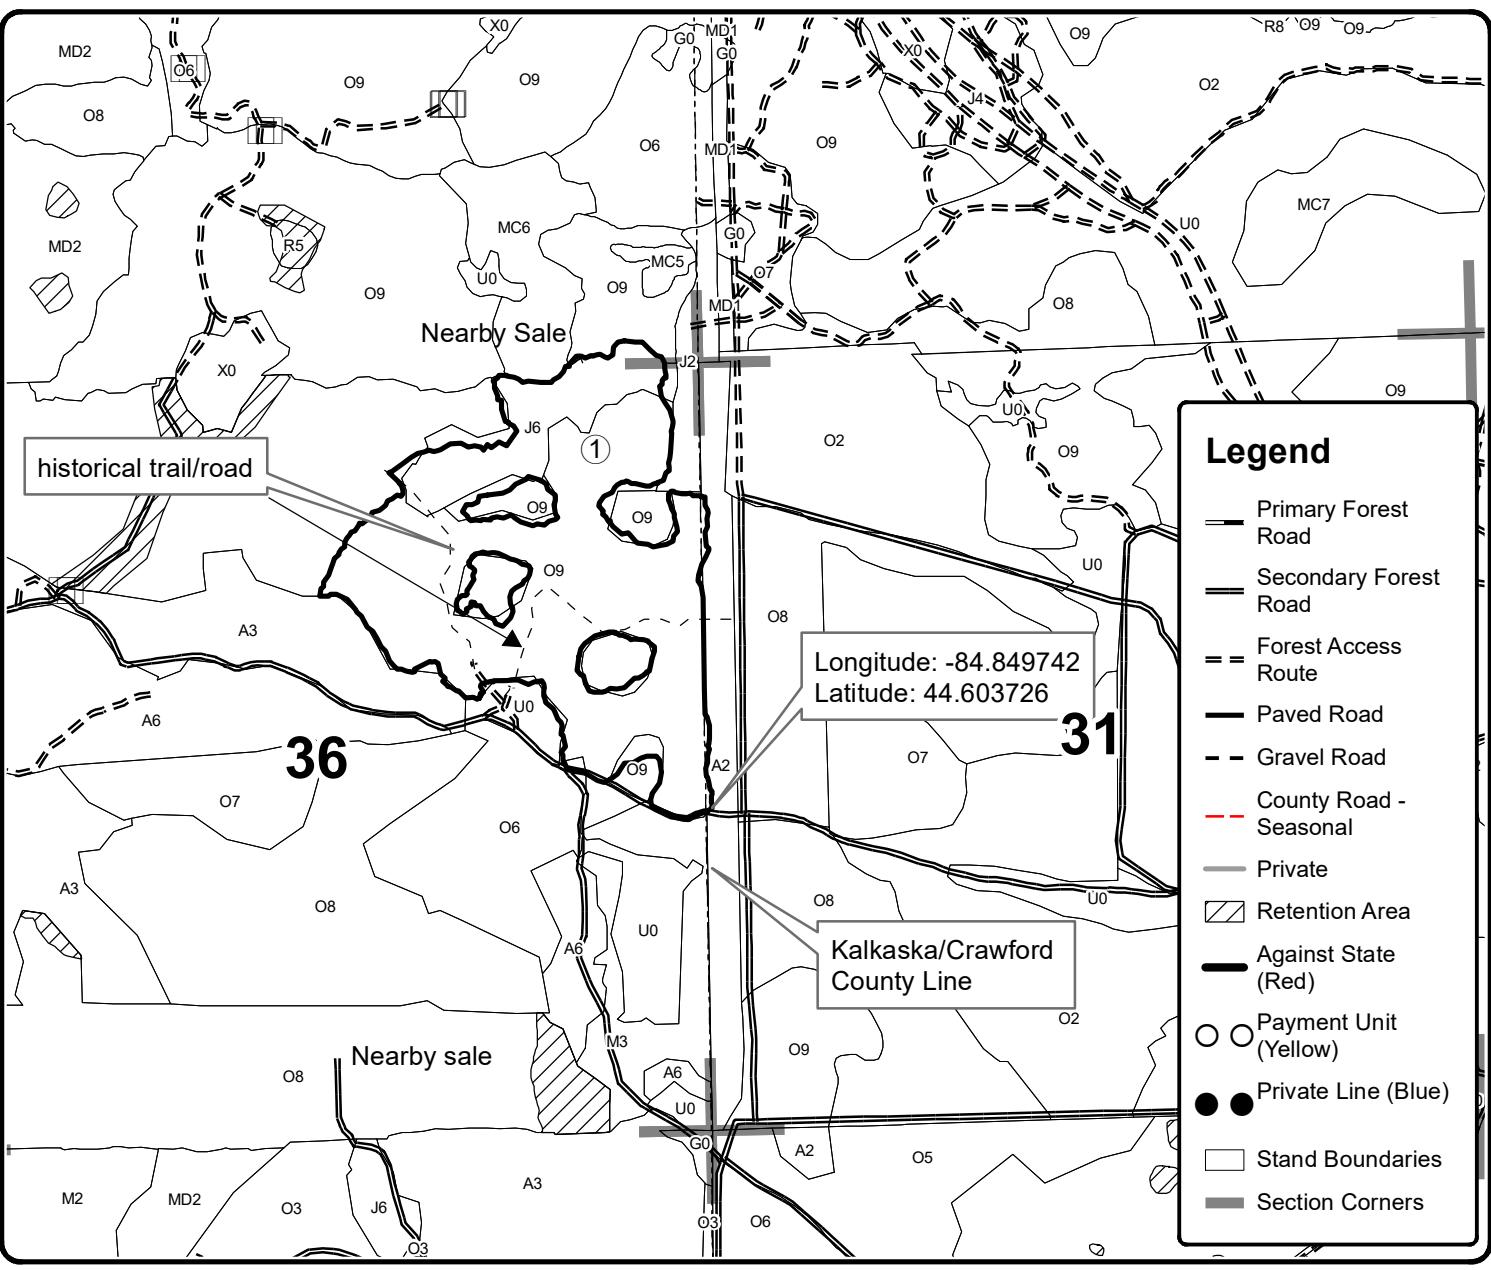 X0
MD2
G0
MD1
G0
O9
R8
O9
O9
X0
O6
O9
O9
O2
J4
O8
O6
MD1
O9
MC7
MD2
R5
MC6
G0
U0
MC5
O7
U0
O9
O9
MD1
O8
Nearby Sale
X0
J2
O9
J6
1
O2
U0
O9
historical trail/road
O9
O9
O9
U0
A3
O8
Longitude: -84.849742
Latitude: 44.603726
A6
U0
36
31
O9
A2
O7
O7
O6
A3
O8
O8
U0
U0
A6
Kalkaska/Crawford
County Line
O2
M3
O9
Nearby sale
O8
A6
U0
G0
A2
O5
M2
MD2
O3
J6
A3
O3
O3
O6
Legend
Primary Forest
Road
Secondary Forest
Road
Forest Access
Route
Paved Road
Gravel Road
County Road -
Seasonal
Private
Retention Area
Against State
(Red)
Payment Unit
(Yellow)
Private Line (Blue)
Stand Boundaries
Section Corners